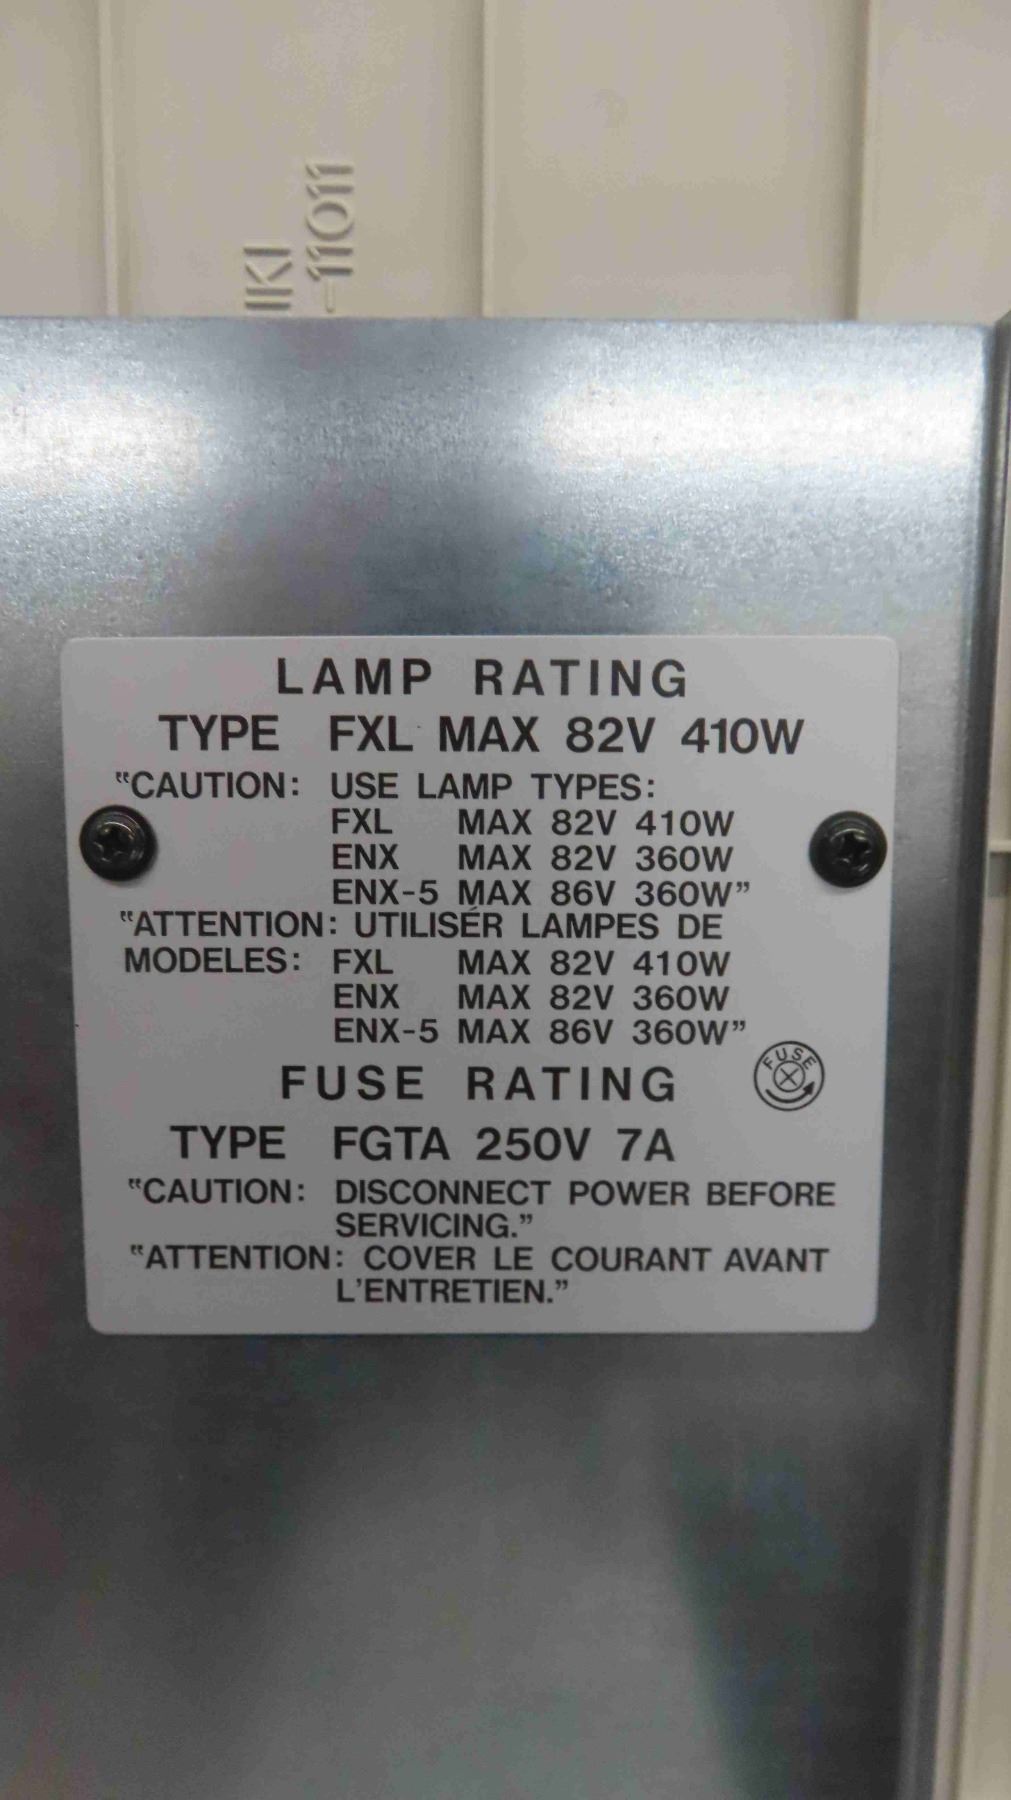 IKI
-11011
LAMP RATING
TYPE FXL MAX 82V 410W
"CAUTION: USE LAMP TYPES:
FXL MAX 82V 410W
ENX MAX 82V 360W
ENX-5 MAX 86V 360W"
"ATTENTION: UTILISÉR LAMPES DE
MODELES: FXL MAX 82V 410W
ENX MAX 82V 360W
ENX-5 MAX 86V 360W"
FUSE RATING
FUSE
TYPE FGTA 250V 7A
"CAUTION: DISCONNECT POWER BEFORE
SERVICING."
"ATTENTION: COVER LE COURANT AVANT
L'ENTRETIEN."